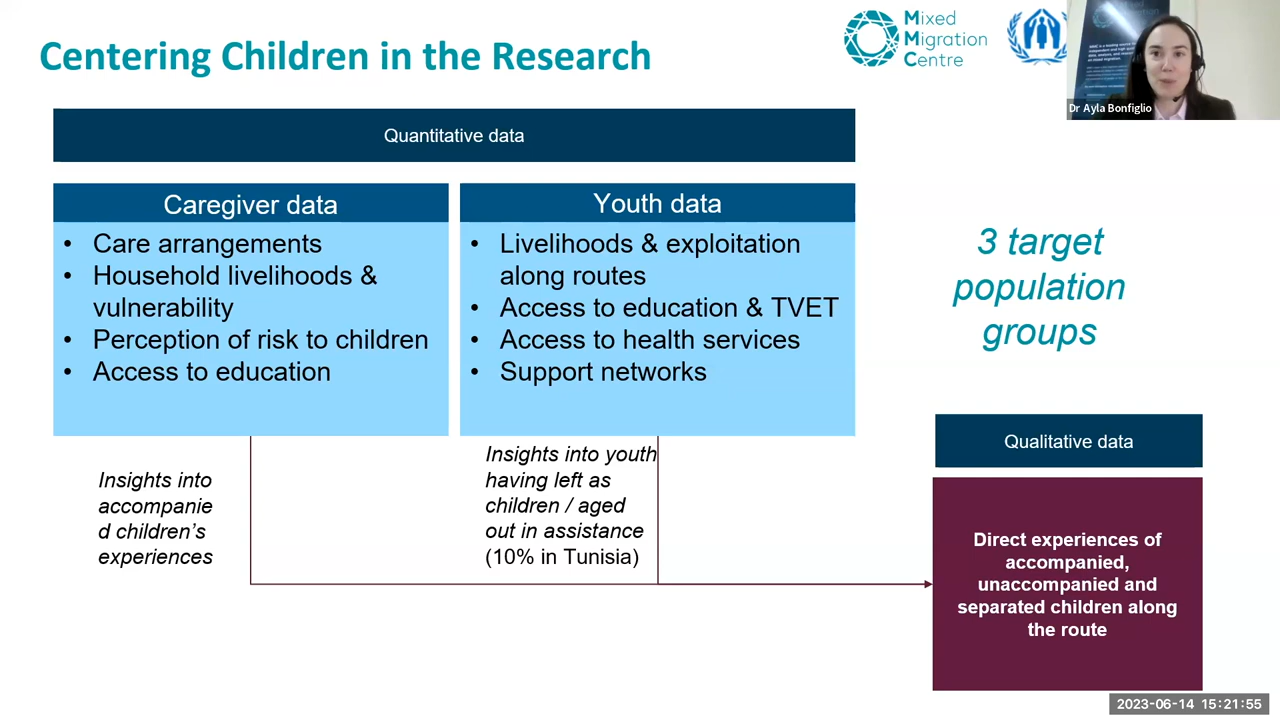 Centering Children in the Research
Mixed
Migration
Centre
Dr Ayla Bonfiglio
Quantitative data
Caregiver data
• Care arrangements
• Household livelihoods &
vulnerability
• Perception of risk to children
• Access to education
Youth data
• Livelihoods & exploitation
along routes
• Access to education & TVET
• Access to health services
• Support networks
3 target
population
groups
Insights into
accompanie
d children's
experiences
Insights into youth
having left as
children / aged
out in assistance
(10% in Tunisia)
Qualitative data
Direct experiences of
accompanied,
unaccompanied and
separated children along
the route
2023-06-14 15:21:55